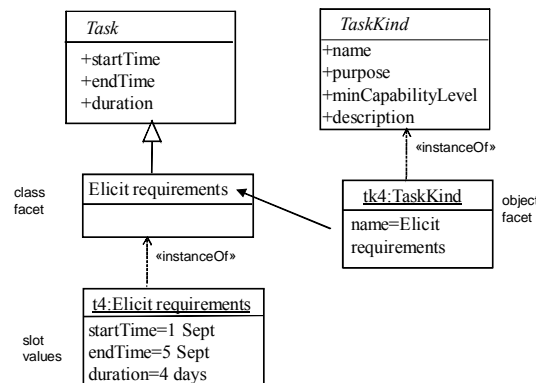 Task
+startTime
+endTime
+duration
TaskKind
+name
+purpose
+minCapabilityLevel
+description
«instanceOf»
class
facet
Elicit requirements
tk4:TaskKind
name=Elicit
requirements
object
facet
«instanceOf»
t4:Elicit requirements
startTime=1 Sept
endTime=5 Sept
duration=4 days
slot
values